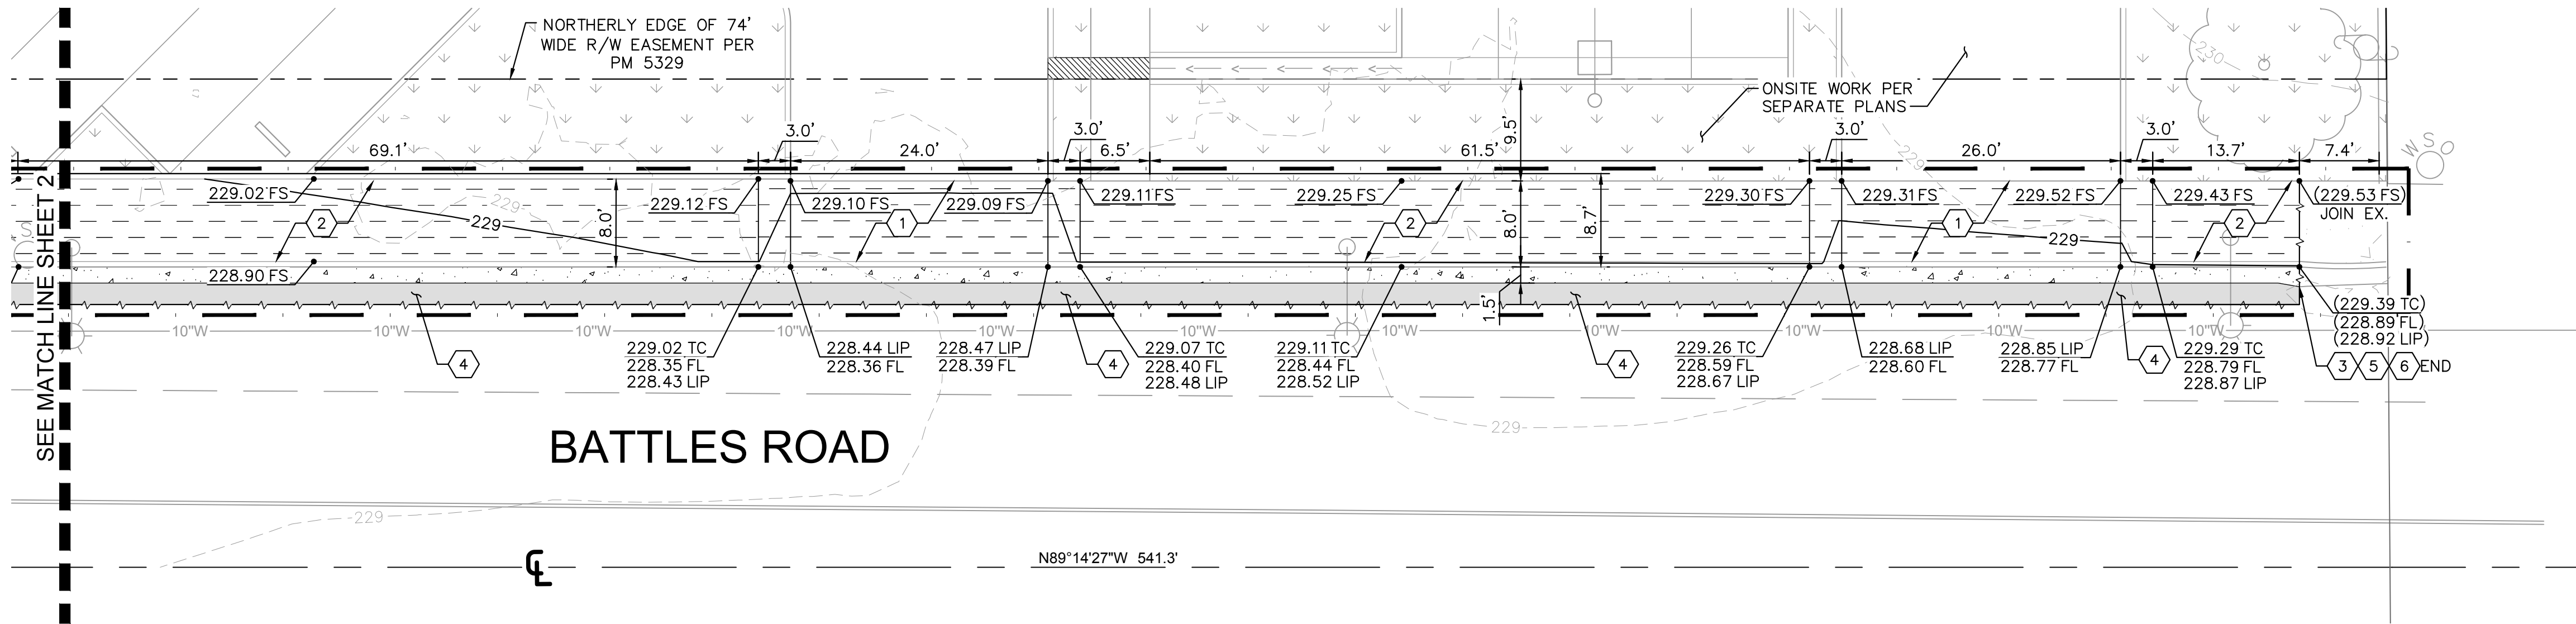 NORTHERLY EDGE OF 74'
WIDE R/W EASEMENT PER
PM 5329
ONSITE WORK PER
SEPARATE PLANS
230
229
WSO
69.1'
3.0'
24.0'
3.0'
6.5'
61.5'
9.5'
3.0'
26.0'
3.0'
13.7'
7.4'
SEE MATCH LINE SHEET 2
S
229.02 FS
2
229
229
8.0'
229.12 FS
229.10 FS
1
229.09 FS
229.11 FS
229.25 FS
2
8.0'
8.7'
229.30 FS
229.31 FS
1
229
229.52 FS
229.43 FS
2
(229.53 FS)
JOIN EX.
228.90 FS
1.5'
10"W
10"W
10"W
10"W
10"W
10"W
10"W
10"W
10"W
10"W
10"W
4
229.02 TC
228.35 FL
228.43 LIP
228.44 LIP
228.36 FL
228.47 LIP
228.39 FL
4
229.07 TC
228.40 FL
228.48 LIP
229.11 TC
228.44 FL
228.52 LIP
4
229.26 TC
228.59 FL
228.67 LIP
228.68 LIP
228.60 FL
228.85 LIP
228.77 FL
4
229.29 TC
228.79 FL
228.87 LIP
(229.39 TC)
(228.89 FL)
(228.92 LIP)
3 5 6 END
229
BATTLES ROAD
229
CL
N89°14'27"W 541.3'